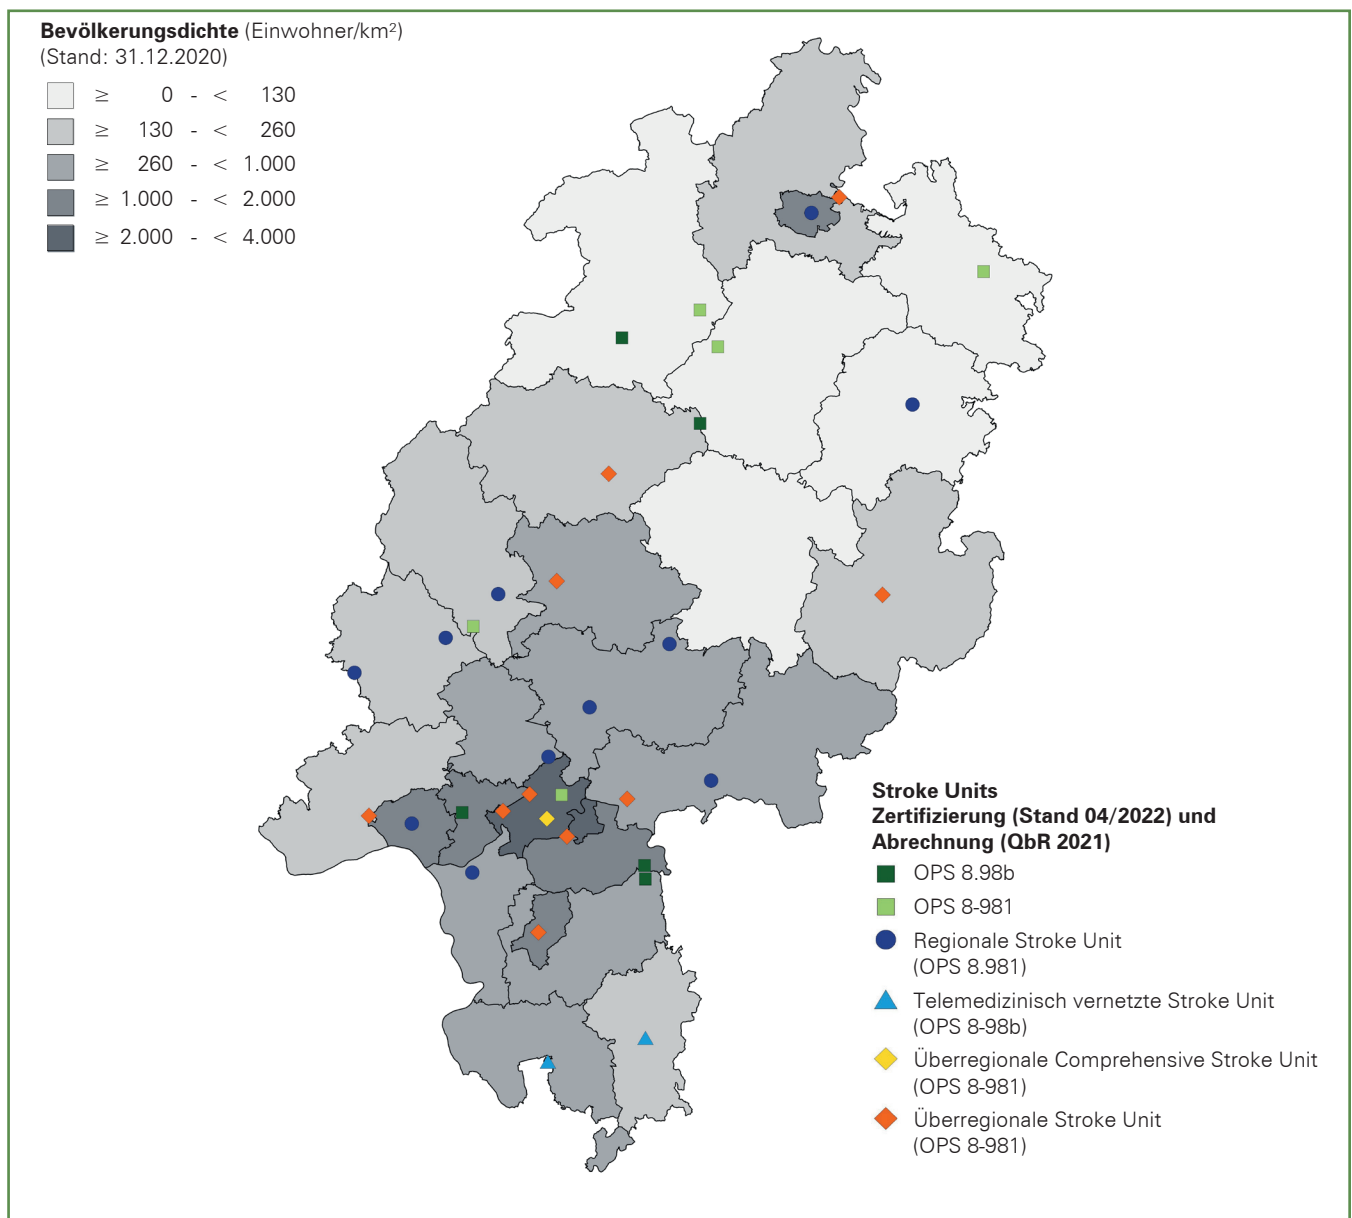 Bevölkerungsdichte (Einwohner/km²)
(Stand: 31.12.2020)
≥ 0 - < 130
≥ 130 - < 260
≥ 260 - < 1.000
≥ 1.000 - < 2.000
≥ 2.000 - < 4.000
Stroke Units
Zertifizierung (Stand 04/2022) und
Abrechnung (QbR 2021)
OPS 8.98b
OPS 8-981
Regionale Stroke Unit
(OPS 8.981)
Telemedizinisch vernetzte Stroke Unit
(OPS 8-98b)
Überregionale Comprehensive Stroke Unit
(OPS 8-981)
Überregionale Stroke Unit
(OPS 8-981)